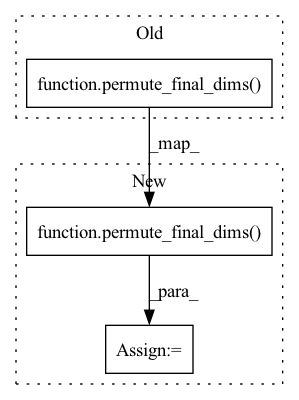 Old
function.permute_final_dims()
_map_
New
function.permute_final_dims()
_para_
Assign:=